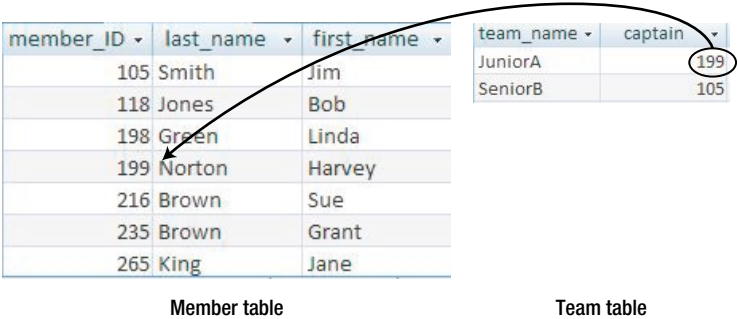 member_ID last_name first_name
105 Smith Jim
118 Jones Bob
198 Green Linda
199 Norton Harvey
216 Brown Sue
235 Brown Grant
265 King Jane
Member table
team_name captain
JuniorA 199
SeniorB 105
Team table